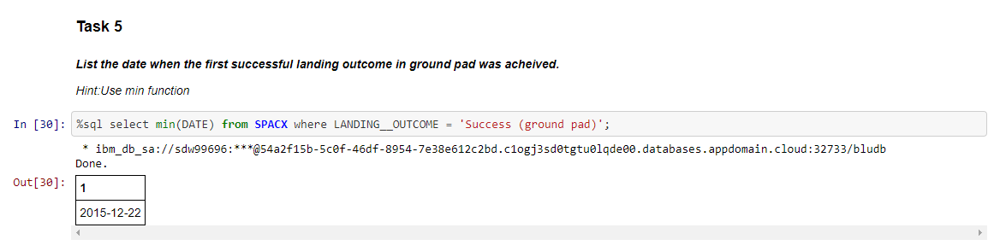 Task 5
List the date when the first successful landing outcome in ground pad was acheived.
Hint:Use min function
In [30]: %sql select min(DATE) from SPACX where LANDING__OUTCOME = 'Success (ground pad)';
* ibm_db_sa://sdw99696:***@54a2f15b-5c0f-46df-8954-7e38e612c2bd.c1ogj3sd0tgtu0lqde00.databases.appdomain.cloud:32733/bludb
Done.
Out[30]: 1
2015-12-22